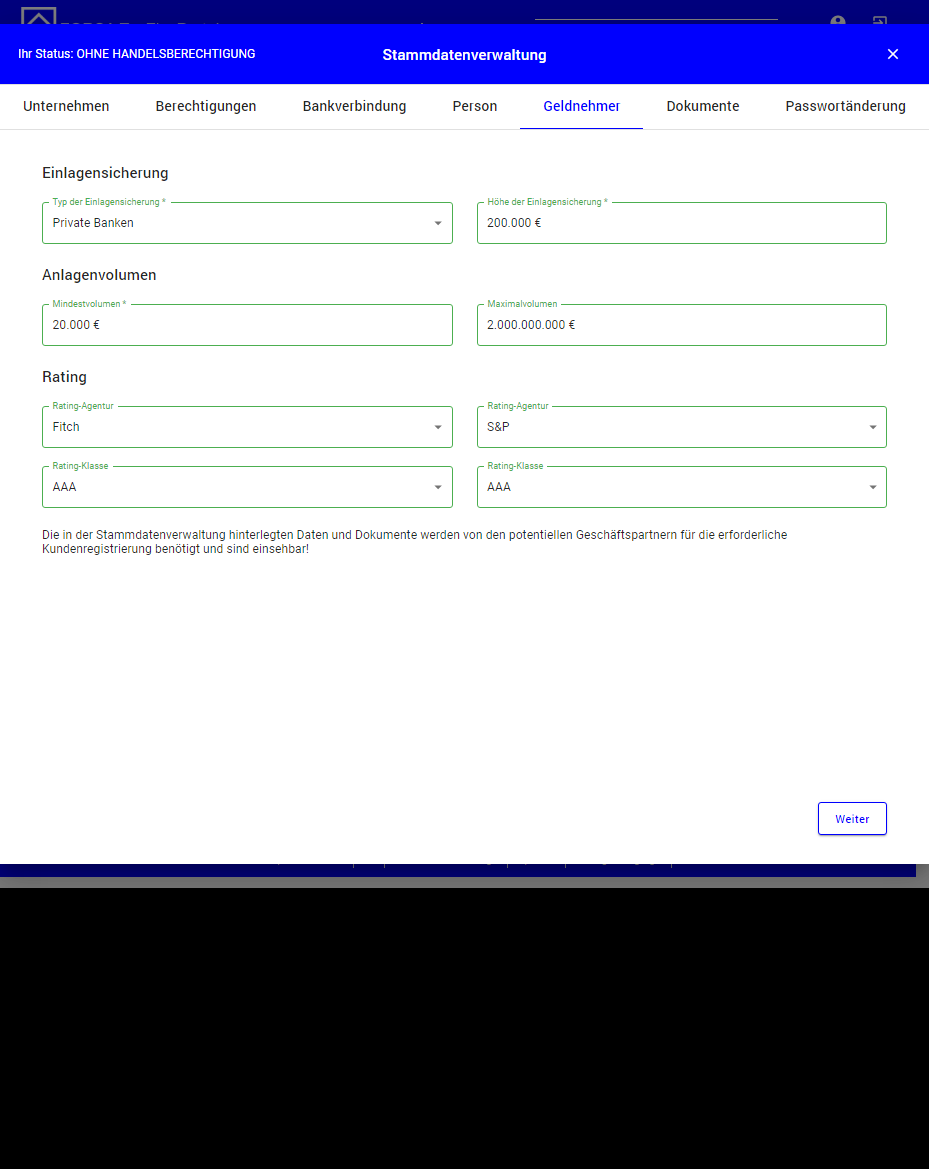 Ihr Status: OHNE HANDELSBERECHTIGUNG
Stammdatenverwaltung
Unternehmen Berechtigungen Bankverbindung Person Geldnehmer Dokumente Passwortänderung
Einlagensicherung
Typ der Einlagensicherung * Höhe der Einlagensicherung *
Private Banken 200.000 €
Anlagenvolumen
Mindestvolumen * Maximalvolumen
20.000 € 2.000.000.000 €
Rating
Rating-Agentur Rating-Agentur
Fitch S&P
Rating-Klasse Rating-Klasse
AAA AAA
Die in der Stammdatenverwaltung hinterlegten Daten und Dokumente werden von den potentiellen Geschäftspartnern für die erforderliche
Kundenregistrierung benötigt und sind einsehbar!
Weiter